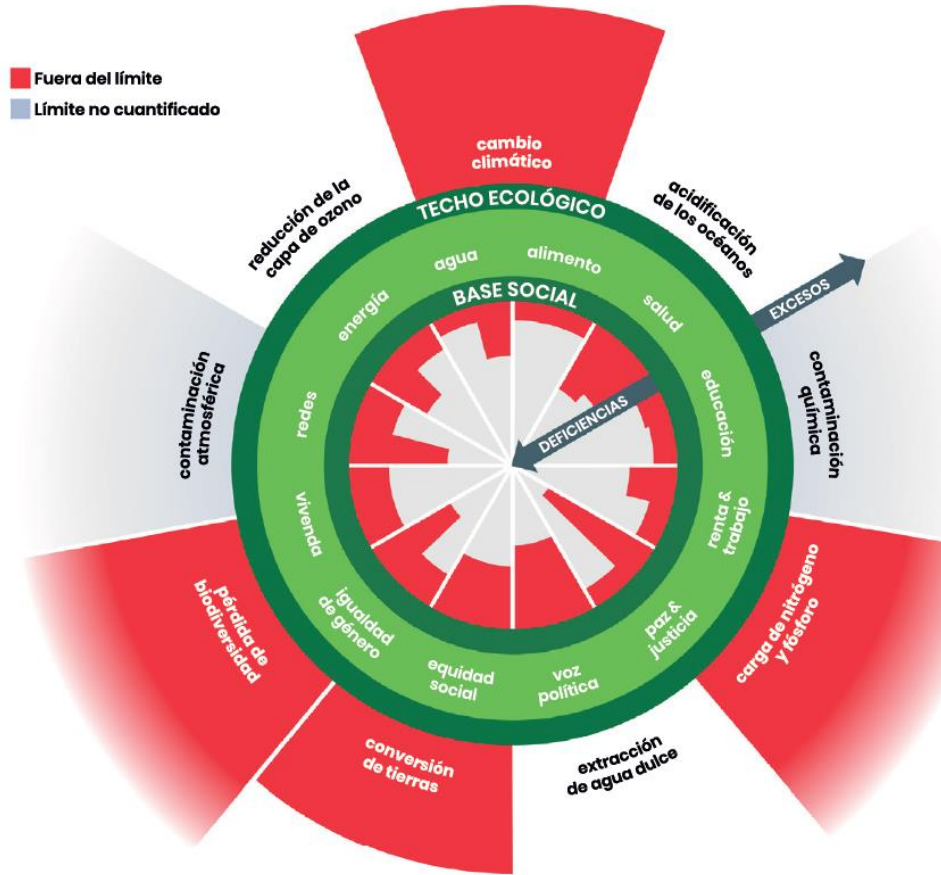 Fuera del límite
Límite no cuantificado
cambio
climático
reducción de la
capa de ozono
acidificación
de los océanos
TECHO ECOLÓGICO
agua
alimento
energía
salud
BASE SOCIAL
EXCESOS
redes
educación
DEFICIENCIAS
contaminación
atmosférica
contaminación
química
vivienda
renta &
trabajo
igualdad
de género
paz &
justicia
equidad
social
voz
política
pérdida de
biodiversidad
carga de nitrógeno
y fósforo
conversión
de tierras
extracción
de agua dulce